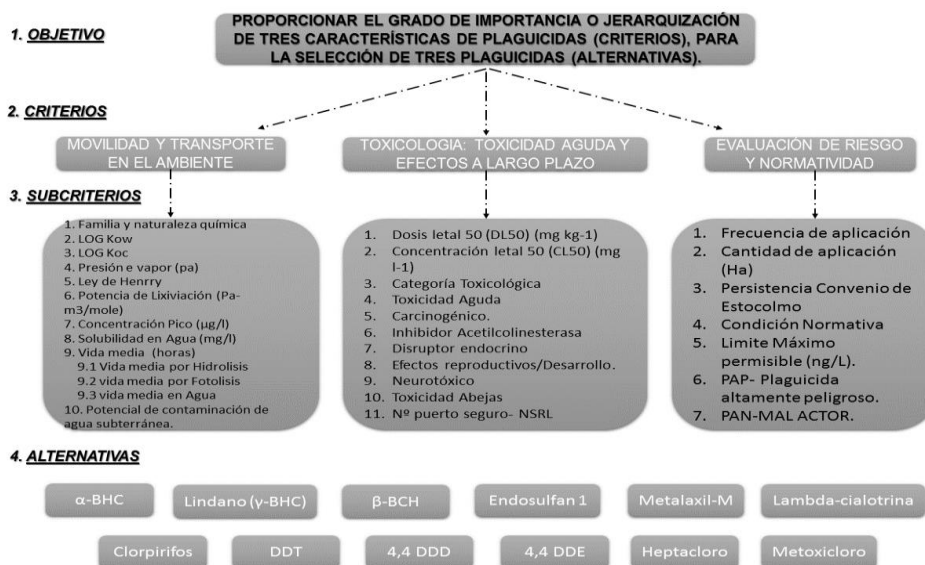 1. OBJETIVO
PROPORCIONAR EL GRADO DE IMPORTANCIA O JERARQUIZACIÓN
DE TRES CARACTERÍSTICAS DE PLAGUICIDAS (CRITERIOS), PARA
LA SELECCIÓN DE TRES PLAGUICIDAS (ALTERNATIVAS).
2. CRITERIOS
MOVILIDAD Y TRANSPORTE
EN EL AMBIENTE
TOXICOLOGIA: TOXICIDAD AGUDA Y
EFECTOS A LARGO PLAZO
EVALUACIÓN DE RIESGO
Y NORMATIVIDAD
3. SUBCRITERIOS
1. Familia y naturaleza química
2. LOG Kow
3. LOG Koc
4. Presión e vapor (pa)
5. Ley de Henrry
6. Potencia de Lixiviación (Pa-
m3/mole)
7. Concentración Pico (µg/l)
8. Solubilidad en Agua (mg/l)
9. Vida media (horas)
9.1 Vida media por Hidrolisis
9.2 vida media por Fotolisis
9.3 vida media en Agua
10. Potencial de contaminación de
agua subterránea.
1. Dosis letal 50 (DL50) (mg kg-1)
2. Concentración letal 50 (CL50) (mg
l-1)
3. Categoría Toxicológica
4. Toxicidad Aguda
5. Carcinogénico.
6. Inhibidor Acetilcolinesterasa
7. Disruptor endocrino
8. Efectos reproductivos/Desarrollo.
9. Neurotóxico
10. Toxicidad Abejas
11. Nº puerto seguro- NSRL
1. Frecuencia de aplicación
2. Cantidad de aplicación
(Ha)
3. Persistencia Convenio de
Estocolmo
4. Condición Normativa
5. Limite Máximo
permisible (ng/L).
6. PAP- Plaguicida
altamente peligroso.
7. PAN-MAL ACTOR.
4. ALTERNATIVAS
α-BHC
Lindano (γ-BHC)
β-BCH
Endosulfan 1
Metalaxil-M
Lambda-cialotrina
Clorpirifos
DDT
4,4 DDD
4,4 DDE
Heptacloro
Metoxicloro